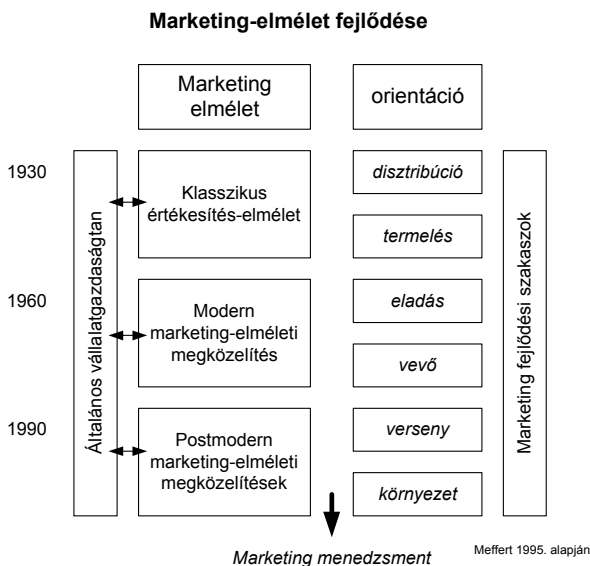 Marketing-elmélet fejlődése
Marketing
elmélet
orientáció
1930
1960
1990
Általános vállalatgazdaságtan
Klasszikus
értékesítés-elmélet
Modern
marketing-elméleti
megközelítés
Postmodern
marketing-elméleti
megközelítések
disztribúció
termelés
eladás
vevő
verseny
környezet
Marketing fejlődési szakaszok
Marketing menedzsment
Meffert 1995. alapján